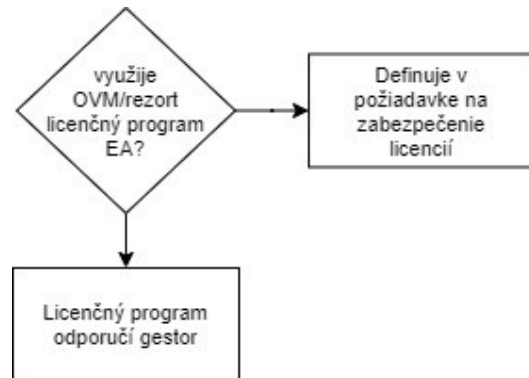 využije
OVM/rezort
licenčný program
EA?
Definuje v
požiadavke na
zabezpečenie
licencií
Licenčný program
odporučí gestor